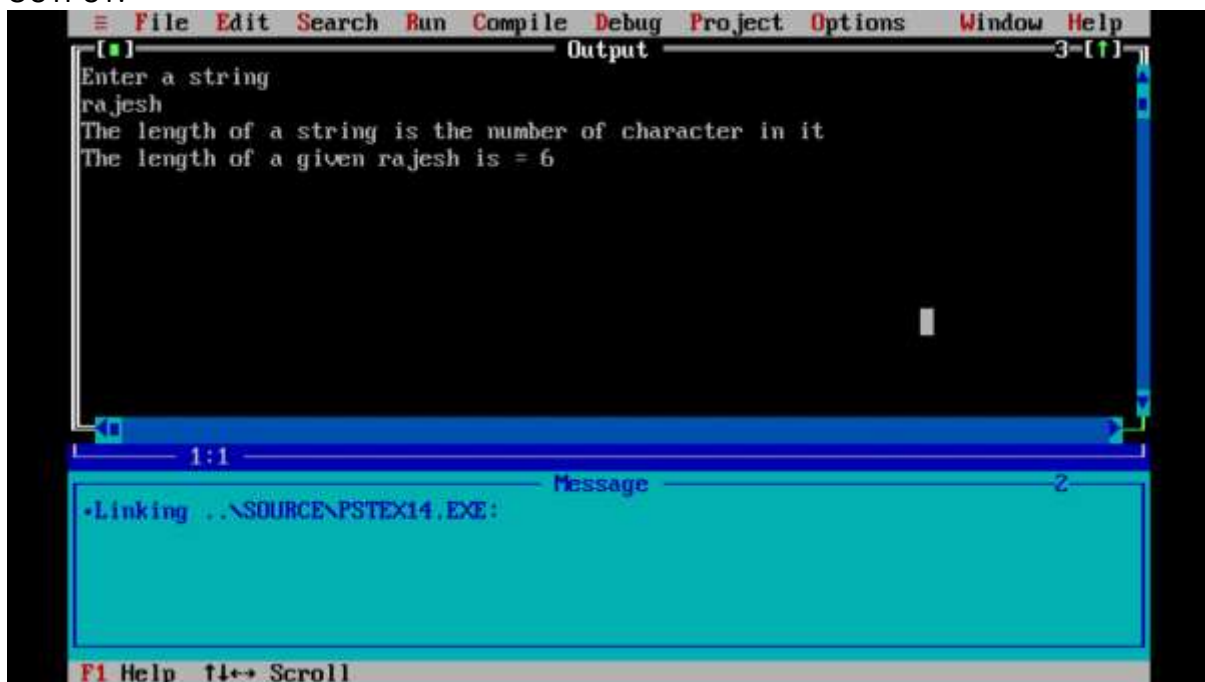 ≡ File Edit Search Run Compile Debug Project Options Window Help
[■] Output 3=[↑]
Enter a string
rajesh
The length of a string is the number of character in it
The length of a given rajesh is = 6
1:1
Message 2
•Linking ..\SOURCE\PSTEX14.EXE:
F1 Help ↑↓↔ Scroll